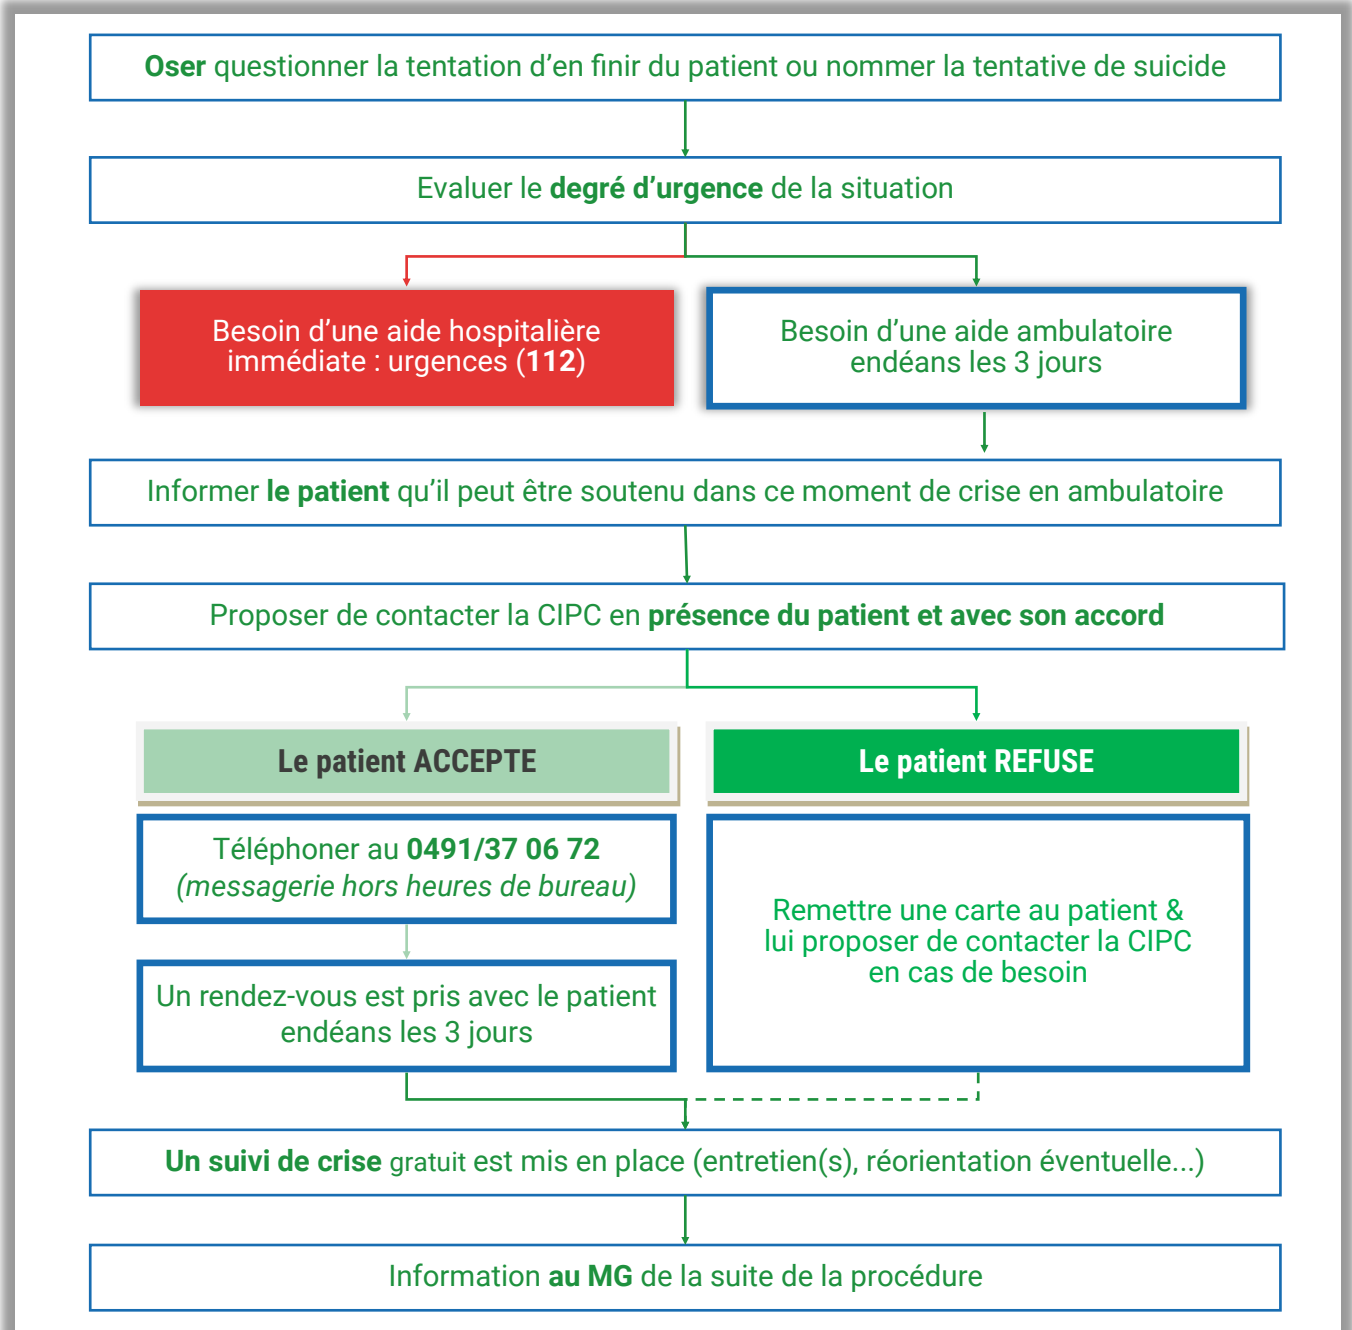 Oser questionner la tentation d’en finir du patient ou nommer la tentative de suicide
Evaluer le degré d’urgence de la situation
Besoin d’une aide hospitalière
immédiate : urgences (112)
Besoin d’une aide ambulatoire
endéans les 3 jours
Informer le patient qu’il peut être soutenu dans ce moment de crise en ambulatoire
Proposer de contacter la CIPC en présence du patient et avec son accord
Le patient ACCEPTE
Téléphoner au 0491/37 06 72
(messagerie hors heures de bureau)
Un rendez-vous est pris avec le patient
endéans les 3 jours
Le patient REFUSE
Remettre une carte au patient &
lui proposer de contacter la CIPC
en cas de besoin
Un suivi de crise gratuit est mis en place (entretien(s), réorientation éventuelle...)
Information au MG de la suite de la procédure